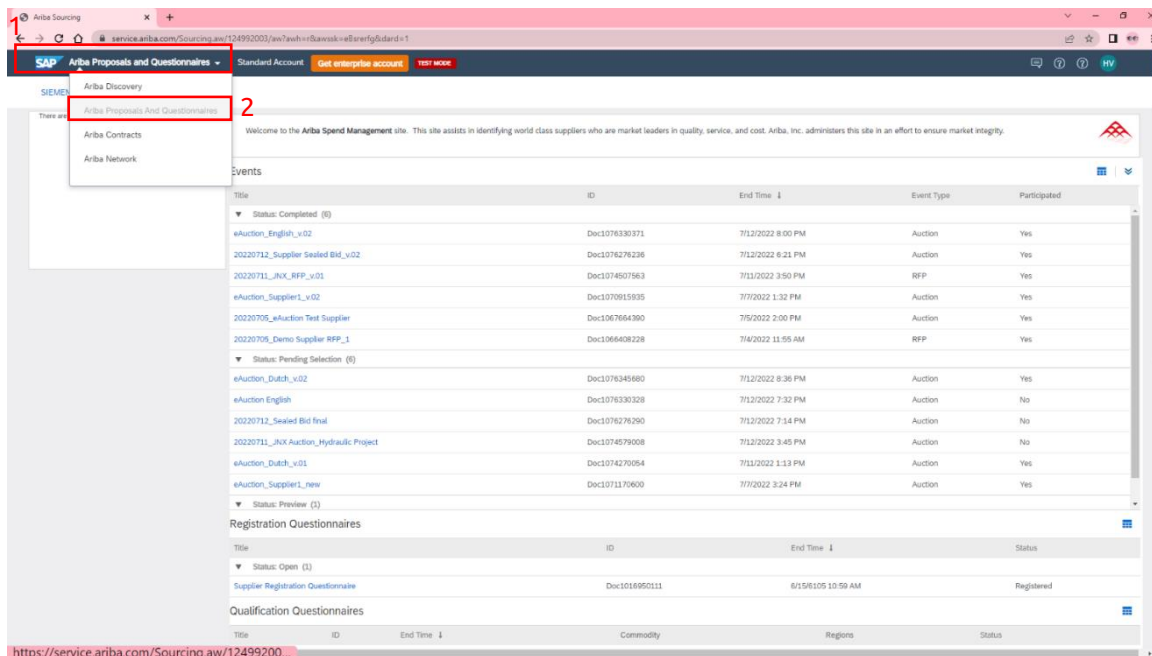 1
Ariba Sourcing
service.ariba.com/Sourcing.aw/124992003/aw?awh=r&awssk=eBsrerfg&dard=1
SAP Ariba Proposals and Questionnaires Standard Account Get enterprise account TEST MODE HV
SIEMEN
Ariba Discovery
Ariba Proposals And Questionnaires 2
Ariba Contracts
Ariba Network
There are
Welcome to the Ariba Spend Management site. This site assists in identifying world class suppliers who are market leaders in quality, service, and cost. Ariba, Inc. administers this site in an effort to ensure market integrity.
Events
Title ID End Time ↓ Event Type Participated
▼ Status: Completed (6)
eAuction_English_v.02 Doc1076330371 7/12/2022 8:00 PM Auction Yes
20220712_Supplier Sealed Bid_v.02 Doc1076276236 7/12/2022 6:21 PM Auction Yes
20220711_JNX_RFP_v.01 Doc1074507563 7/11/2022 3:50 PM RFP Yes
eAuction_Supplier1_v.02 Doc1070915935 7/7/2022 1:32 PM Auction Yes
20220705_eAuction Test Supplier Doc1067664390 7/5/2022 2:00 PM Auction Yes
20220705_Demo Supplier RFP_1 Doc1066408228 7/4/2022 11:55 AM RFP Yes
▼ Status: Pending Selection (6)
eAuction_Dutch_v.02 Doc1076345680 7/12/2022 8:36 PM Auction Yes
eAuction English Doc1076330328 7/12/2022 7:32 PM Auction No
20220712_Sealed Bid final Doc1076276290 7/12/2022 7:14 PM Auction No
20220711_JNX Auction_Hydraulic Project Doc1074579008 7/12/2022 3:45 PM Auction No
eAuction_Dutch_v.01 Doc1074270054 7/11/2022 1:13 PM Auction Yes
eAuction_Supplier1_new Doc1071170600 7/7/2022 3:24 PM Auction Yes
▼ Status: Preview (1)
Registration Questionnaires
Title ID End Time ↓ Status
▼ Status: Open (1)
Supplier Registration Questionnaire Doc1016950111 6/15/6105 10:59 AM Registered
Qualification Questionnaires
Title ID End Time ↓ Commodity Regions Status
https://service.ariba.com/Sourcing.aw/12499200...